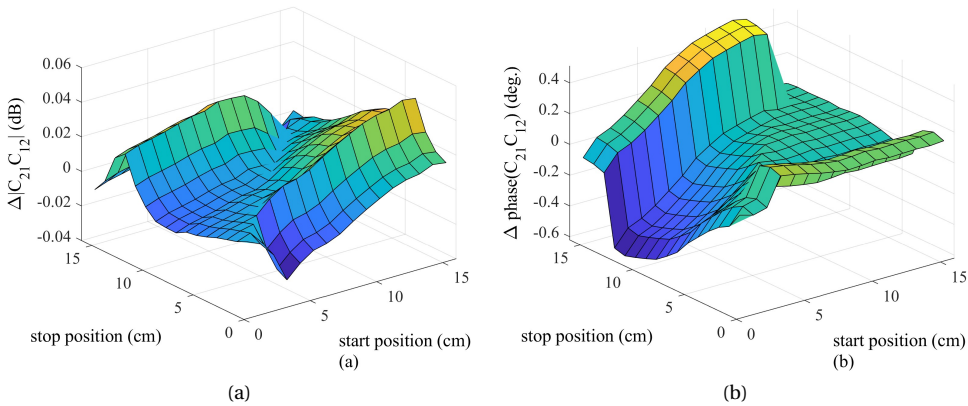 0.06
0.04
0.02
0
-0.02
-0.04
Δ|C21C12| (dB)
15
10
5
0
stop position (cm)
0
5
10
15
start position (cm)
(a)
(a)
0.4
0.2
0
-0.2
-0.4
-0.6
Δ phase(C21C12) (deg.)
15
10
5
0
stop position (cm)
0
5
10
15
start position (cm)
(b)
(b)